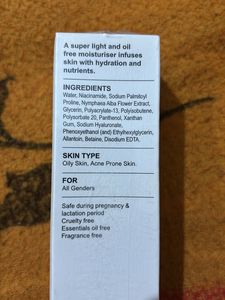 A super light and oil
free moisturiser infuses
skin with hydration and
nutrients.
INGREDIENTS
Water, Niacinamide, Sodium Palmitoyl
Proline, Nymphaea Alba Flower Extract,
Glycerin, Polyacrylate-13, Polyisobutene,
Polysorbate 20, Panthenol, Xanthan
Gum, Sodium Hyaluronate,
Phenoxyethanol (and) Ethylhexylglycerin,
Allantoin, Betaine, Disodium EDTA.
SKIN TYPE
Oily Skin, Acne Prone Skin.
FOR
All Genders
Safe during pregnancy &
lactation period
Cruelty free
Essentials oil free
Fragrance free